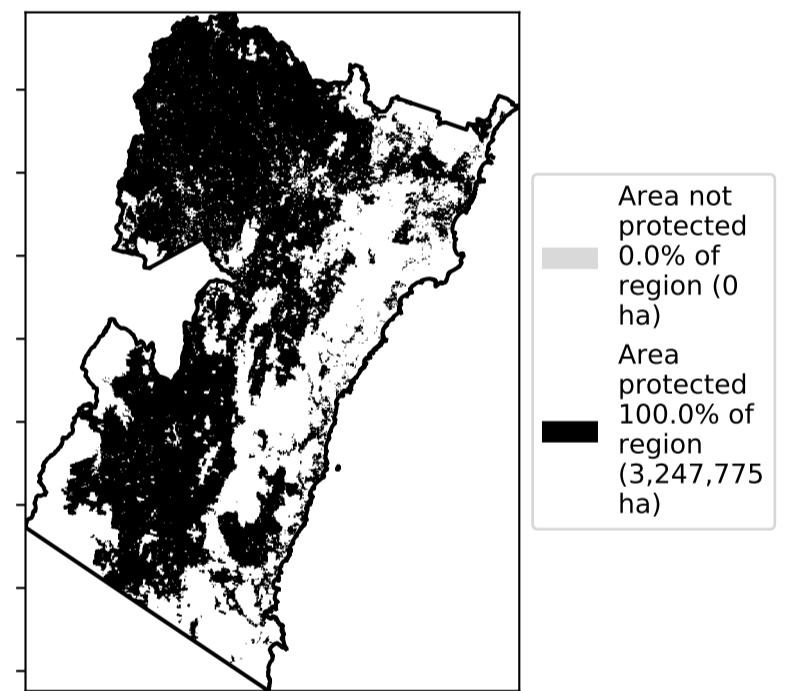 Area not
protected
0.0% of
region (0
ha)
Area
protected
100.0% of
region
(3,247,775
ha)